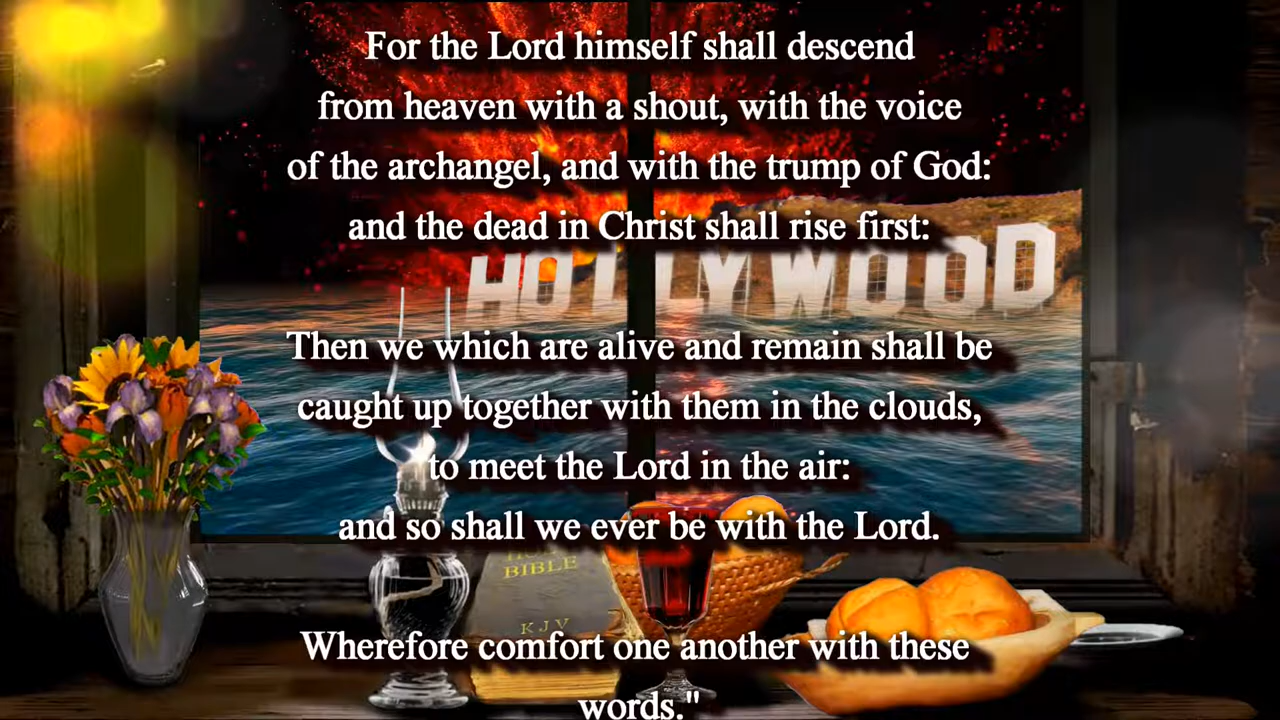 For the Lord himself shall descend
from heaven with a shout, with the voice
of the archangel, and with the trump of God:
and the dead in Christ shall rise first:
HOLLYWOOD
Then we which are alive and remain shall be
caught up together with them in the clouds,
to meet the Lord in the air:
and so shall we ever be with the Lord.
HOLY
BIBLE
KJV
Wherefore comfort one another with these
words."